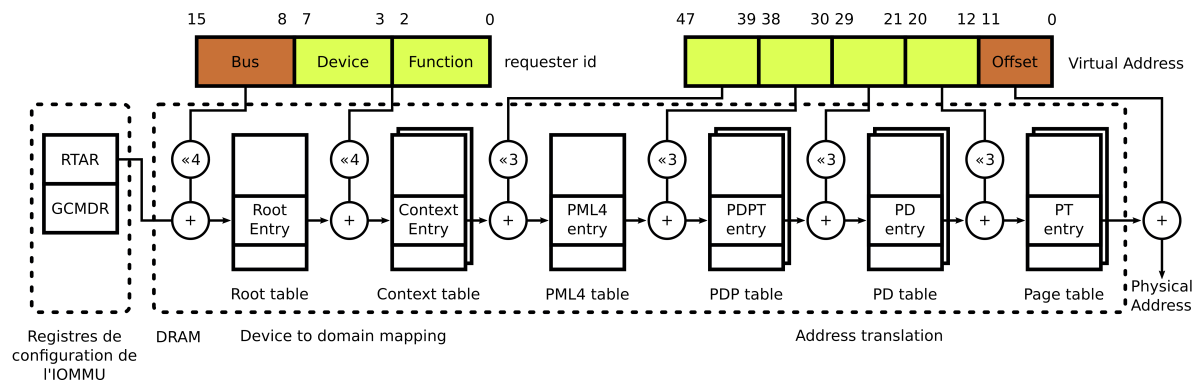 15 8 7 3 2 0
47 39 38 30 29 21 20 12 11 0
Bus Device Function requester id
Offset Virtual Address
RTAR
GCMDR
«4 «4 «3 «3 «3 «3
+ + + + + + +
Root
Entry
Context
Entry
PML4
entry
PDPT
entry
PD
entry
PT
entry
Root table
Context table
PML4 table
PDP table
PD table
Page table
Physical
Address
Registres de
configuration de
l'IOMMU
DRAM
Device to domain mapping
Address translation